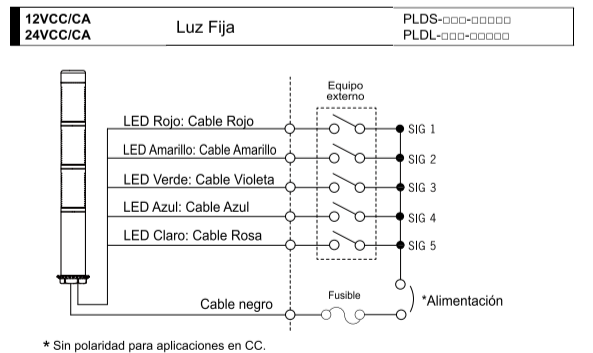 12VCC/CA
24VCC/CA
Luz Fija
PLDS-□□□-□□□□□
PLDL-□□□-□□□□□
Equipo
externo
LED Rojo: Cable Rojo
SIG 1
LED Amarillo: Cable Amarillo
SIG 2
LED Verde: Cable Violeta
SIG 3
LED Azul: Cable Azul
SIG 4
LED Claro: Cable Rosa
SIG 5
Cable negro
Fusible
*Alimentación
* Sin polaridad para aplicaciones en CC.